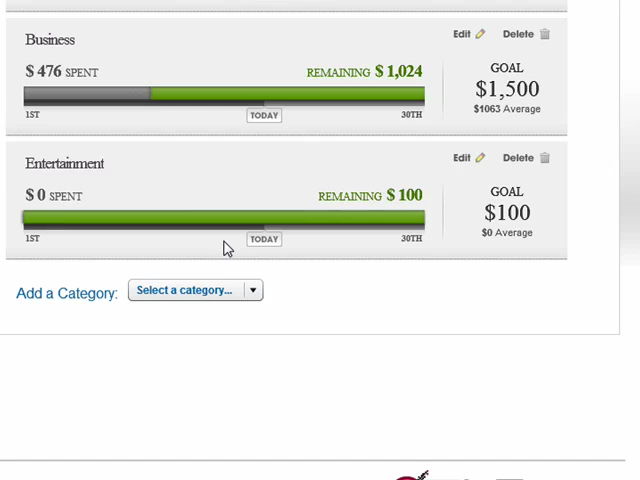 Business
Edit Delete
$ 476 SPENT
REMAINING $ 1,024
1ST
TODAY
30TH
GOAL
$1,500
$1063 Average
Entertainment
Edit Delete
$ 0 SPENT
REMAINING $ 100
1ST
TODAY
30TH
GOAL
$100
$0 Average
Add a Category: Select a category...